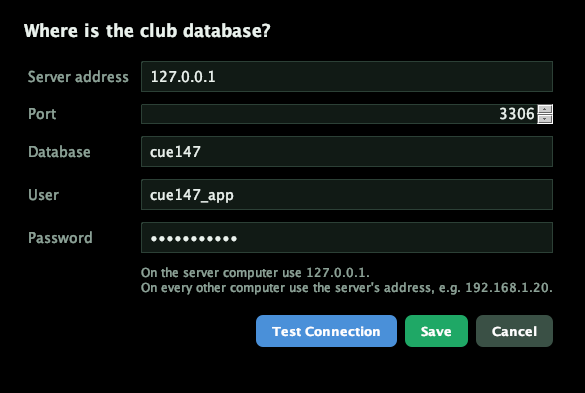 Where is the club database?
Server address 127.0.0.1
Port 3306
Database cue147
User cue147_app
Password •••••••••••
On the server computer use 127.0.0.1.
On every other computer use the server's address, e.g. 192.168.1.20.
Test Connection Save Cancel